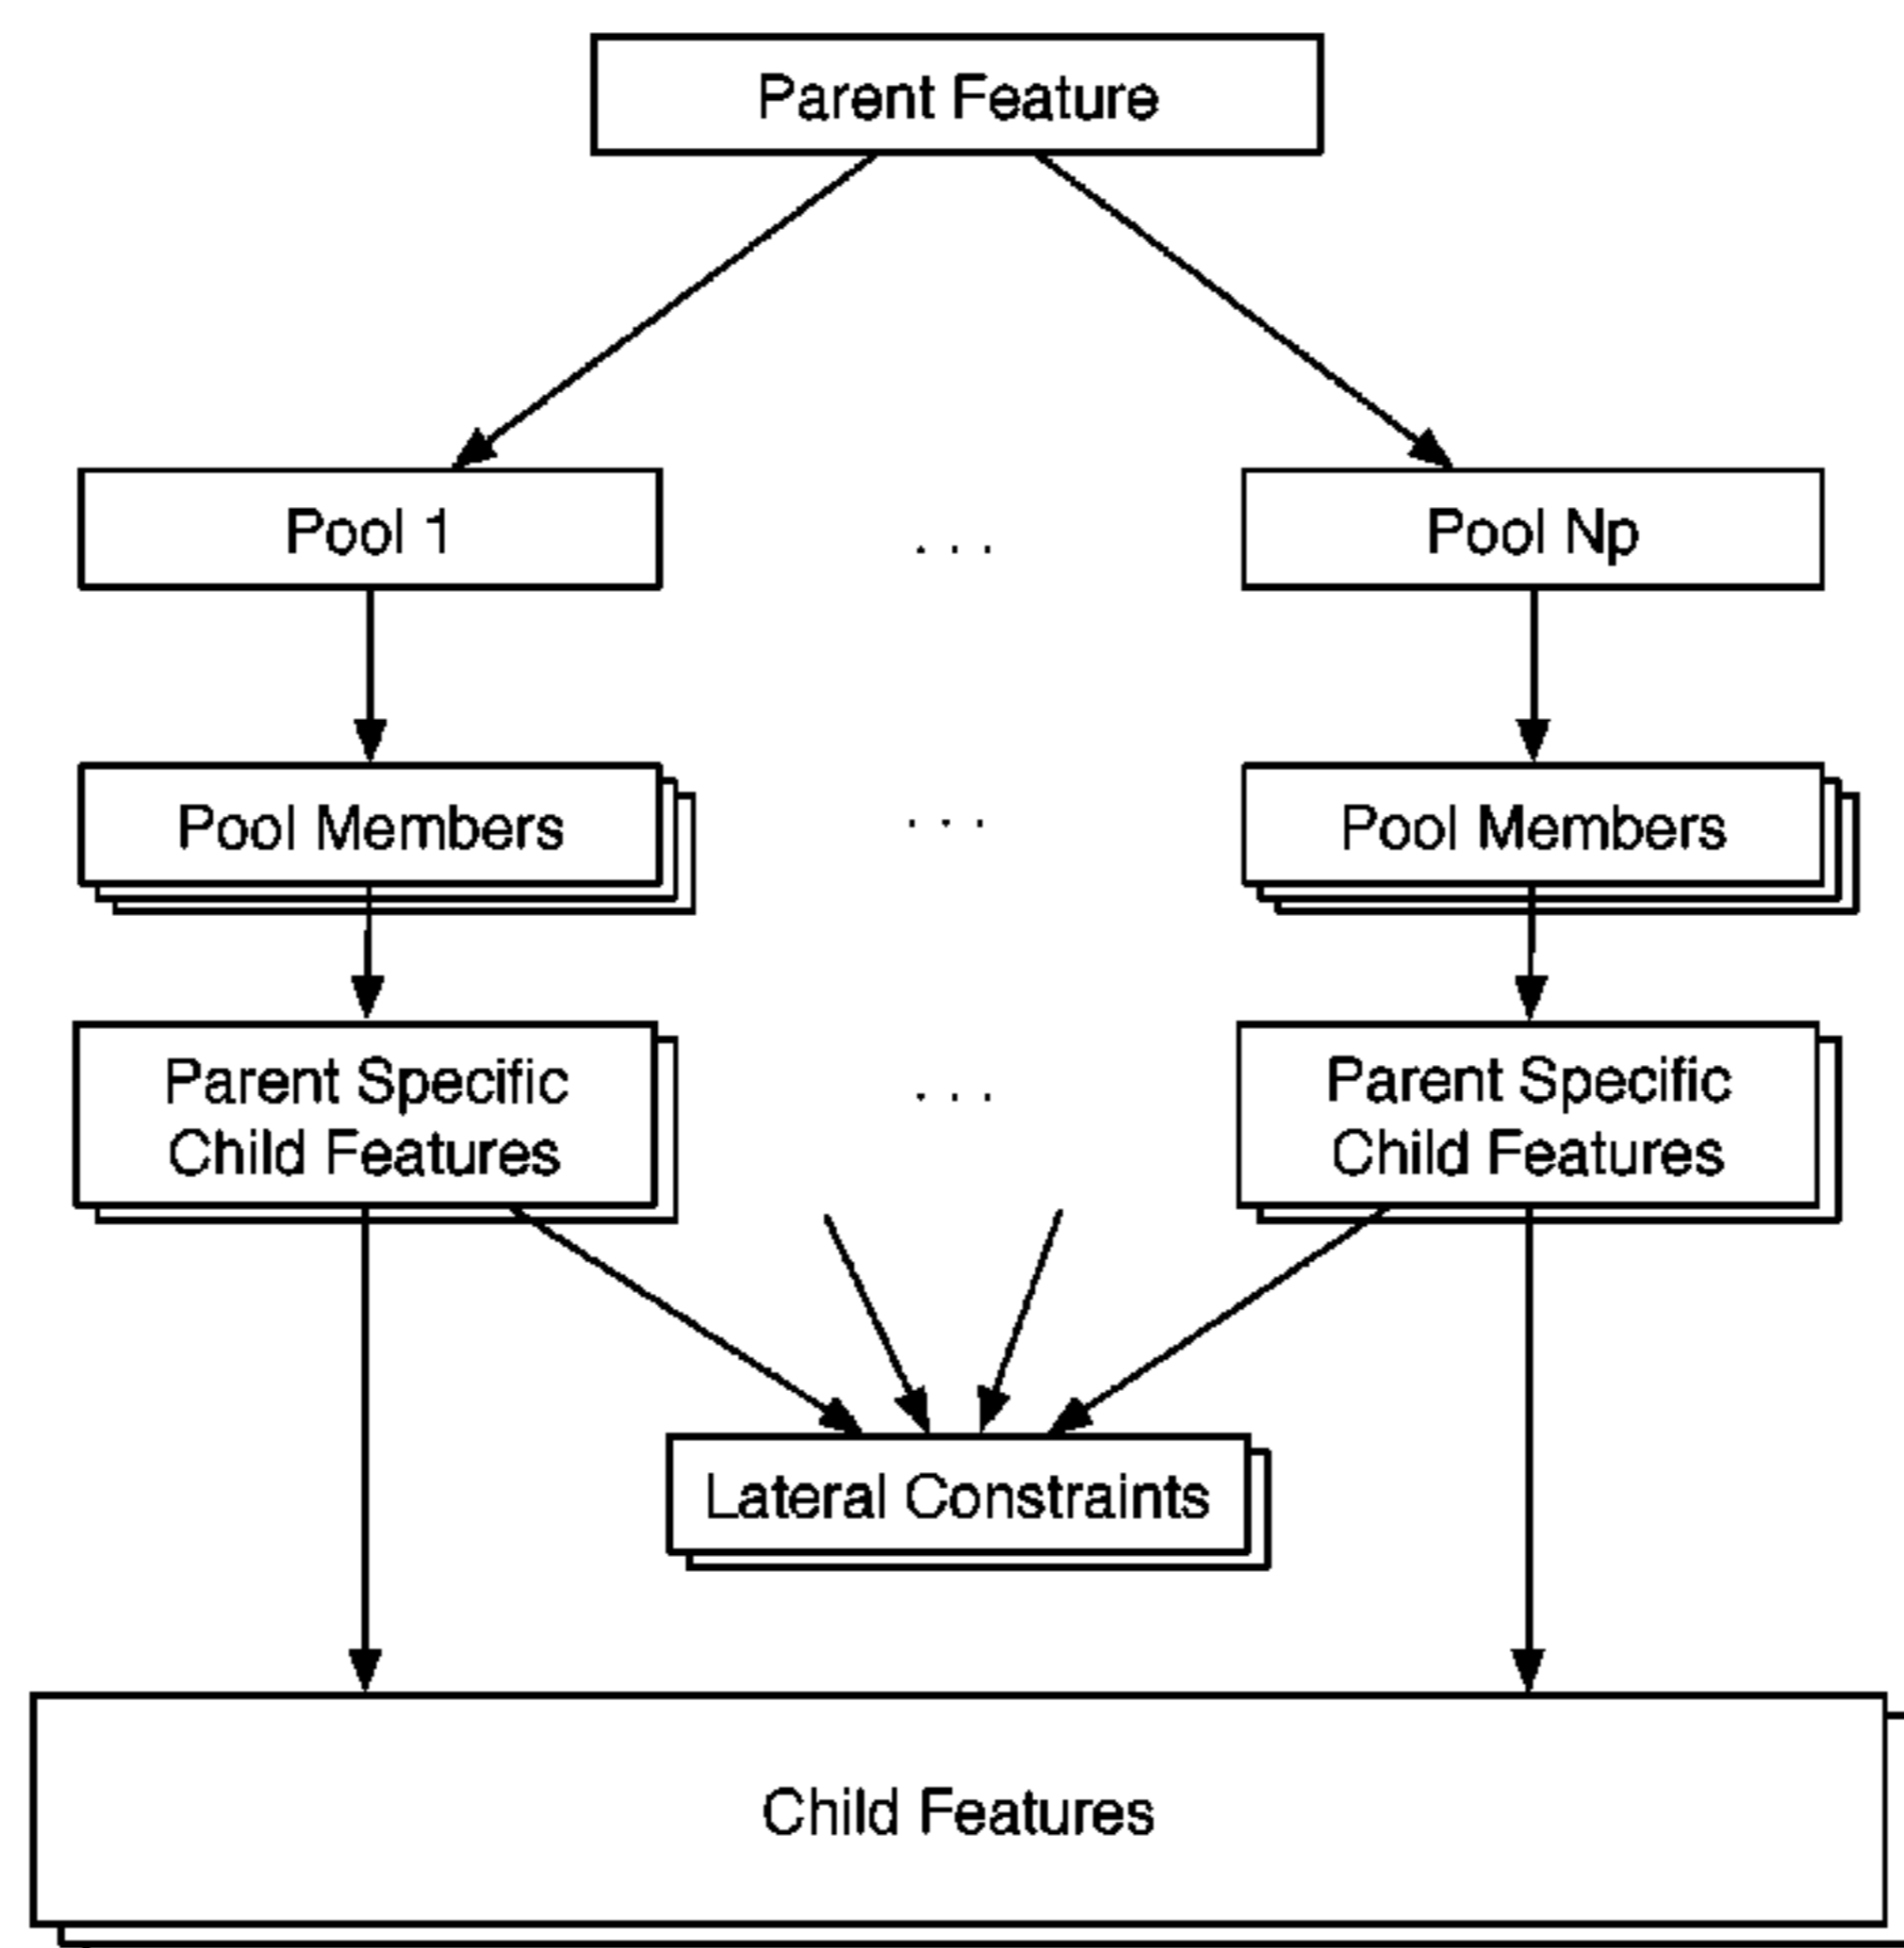 Parent Feature
Pool 1
. . .
Pool Np
Pool Members
. . .
Pool Members
Parent Specific
Child Features
. . .
Parent Specific
Child Features
Lateral Constraints
Child Features